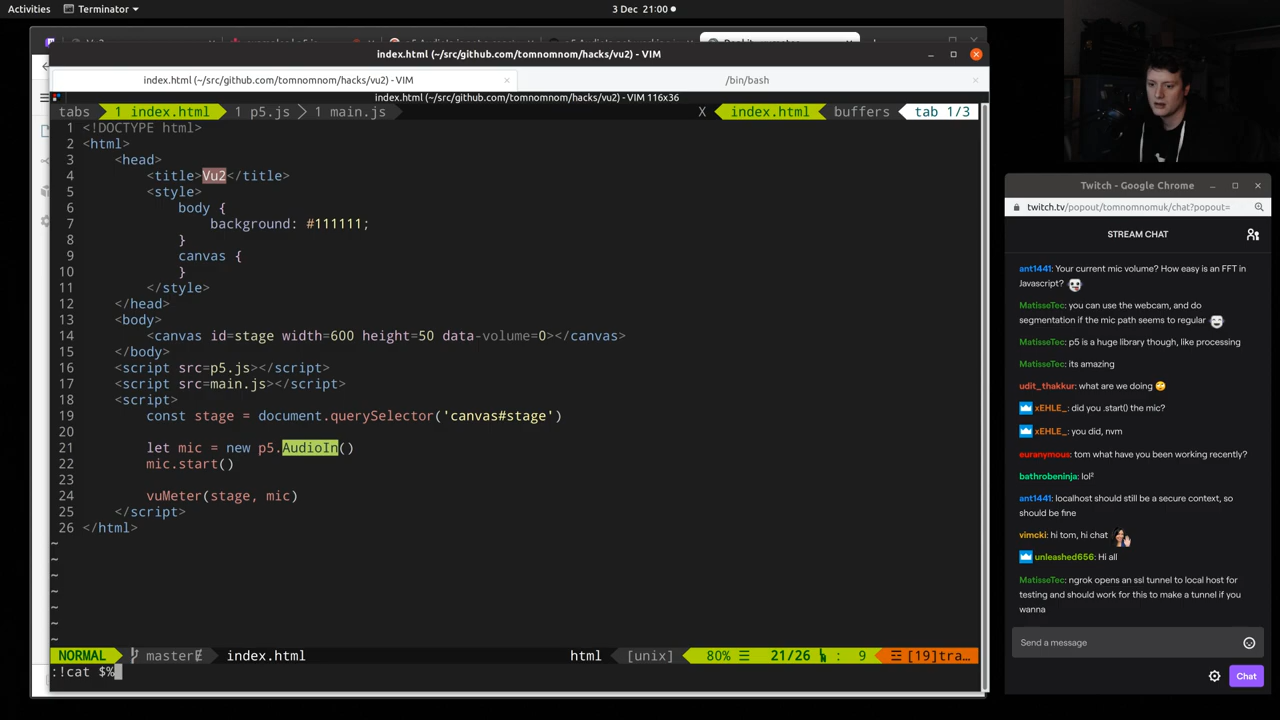 Activities
Terminator
3 Dec 21:00
index.html (~/src/github.com/tomnomnom/hacks/vu2) - VIM
index.html (~/src/github.com/tomnomnom/hacks/vu2) - VIM
/bin/bash
index.html (~/src/github.com/tomnomnom/hacks/vu2) - VIM 116x36
tabs 1 index.html 1 p5.js 1 main.js X index.html buffers tab 1/3
1 <!DOCTYPE html>
2 <html>
3 <head>
4 <title>Vu2</title>
5 <style>
6 body {
7 background: #111111;
8 }
9 canvas {
10 }
11 </style>
12 </head>
13 <body>
14 <canvas id=stage width=600 height=50 data-volume=0></canvas>
15 </body>
16 <script src=p5.js></script>
17 <script src=main.js></script>
18 <script>
19 const stage = document.querySelector('canvas#stage')
20
21 let mic = new p5.AudioIn()
22 mic.start()
23
24 vuMeter(stage, mic)
25 </script>
26 </html>
~
~
~
~
~
~
~
NORMAL master index.html html [unix] 80% 21/26 : 9 [19]tra…
:!cat $%
Twitch - Google Chrome
twitch.tv/popout/tomnomnomuk/chat?popout=
STREAM CHAT
ant1441: Your current mic volume? How easy is an FFT in
Javascript?
MatisseTec: you can use the webcam, and do
segmentation if the mic path seems to regular
MatisseTec: p5 is a huge library though, like processing
MatisseTec: its amazing
udit_thakkur: what are we doing
xEHLE_: did you .start() the mic?
xEHLE_: you did, nvm
euranymous: tom what have you been working recently?
bathrobeninja: lol²
ant1441: localhost should still be a secure context, so
should be fine
vimcki: hi tom, hi chat
unleashed656: Hi all
MatisseTec: ngrok opens an ssl tunnel to local host for
testing and should work for this to make a tunnel if you
wanna
Send a message
Chat